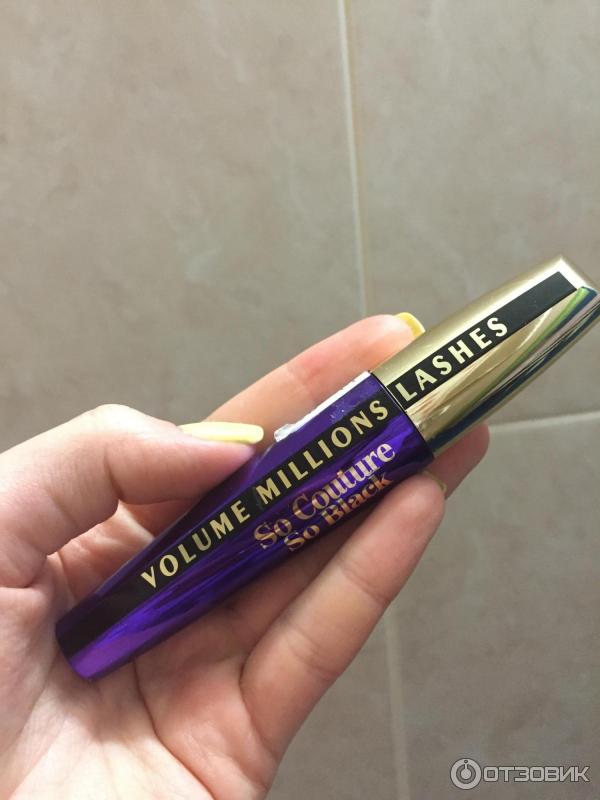 VOLUME MILLIONS LASHES
So Couture
So Black
ОТЗОВИК